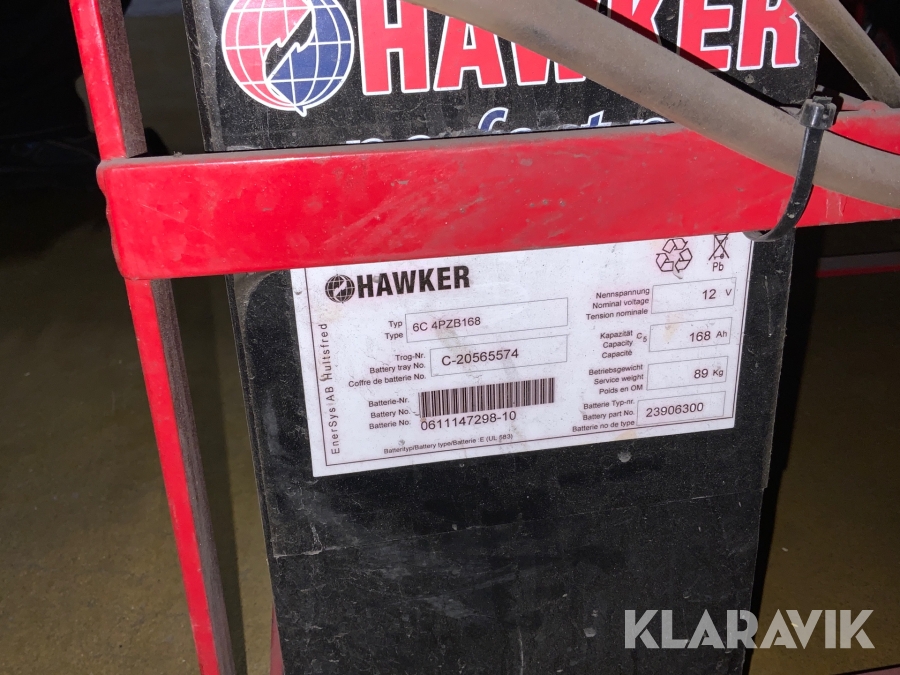 HAWKER
HAWKER
Pb
EnerSys AB Hultsfred
Typ
Type
6C 4PZB168
Trog-Nr.
Battery tray No.
Coffre de batterie No.
C-20565574
Batterie-Nr.
Battery No.
Batterie No.
0611147298-10
Batterietyp/Battery type/Batterie :E (UL 583)
Nennspannung
Nominal voltage
Tension nominale
12 V
Kapazität
Capacity C5
Capacité
168 Ah
Betriebsgewicht
Service weight
Poids en OM
89 Kg
Batterie Typ-nr.
Battery part No.
Batterie no de type
23906300
KLARAVIK